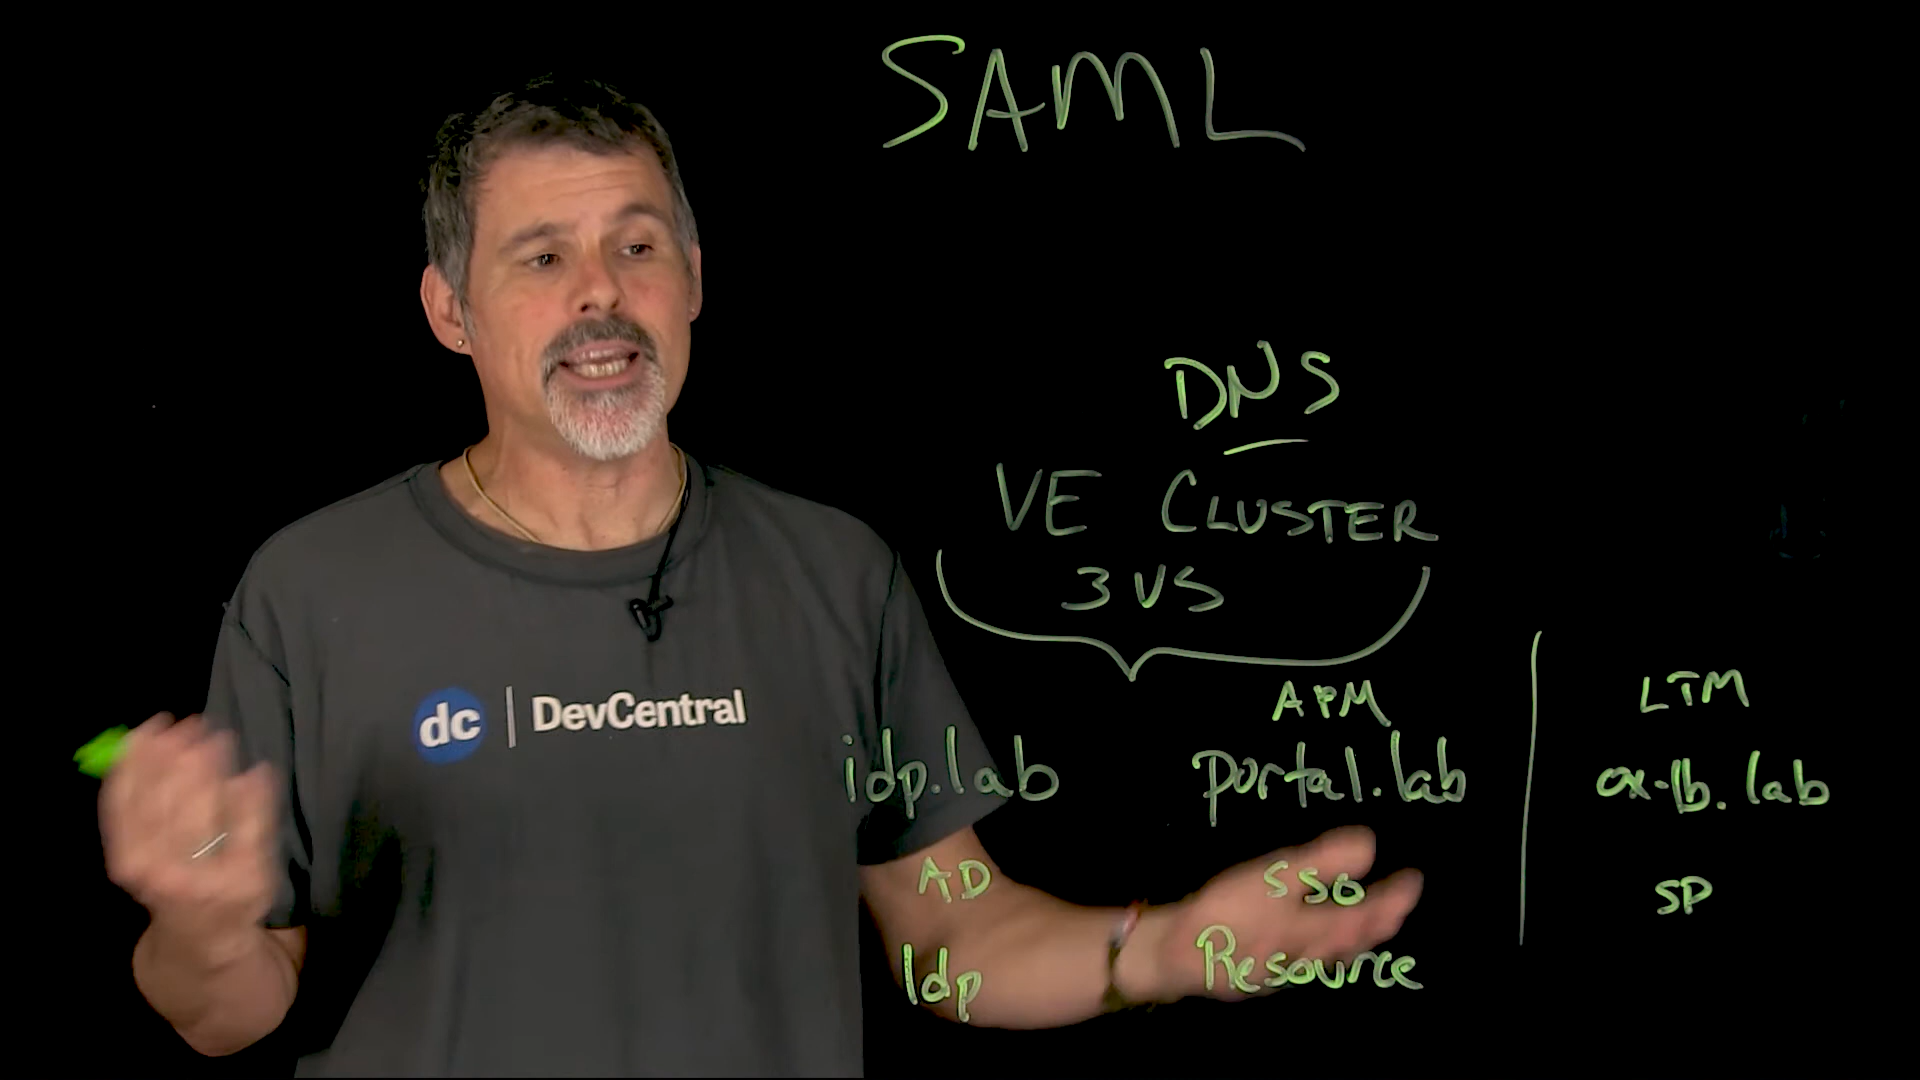 SAML
DNS
VE CLUSTER
3 VS
APM
LTM
idp.lab
portal.lab
ox-lb.lab
AD
SSO
SP
Idp
Resource
dc | DevCentral